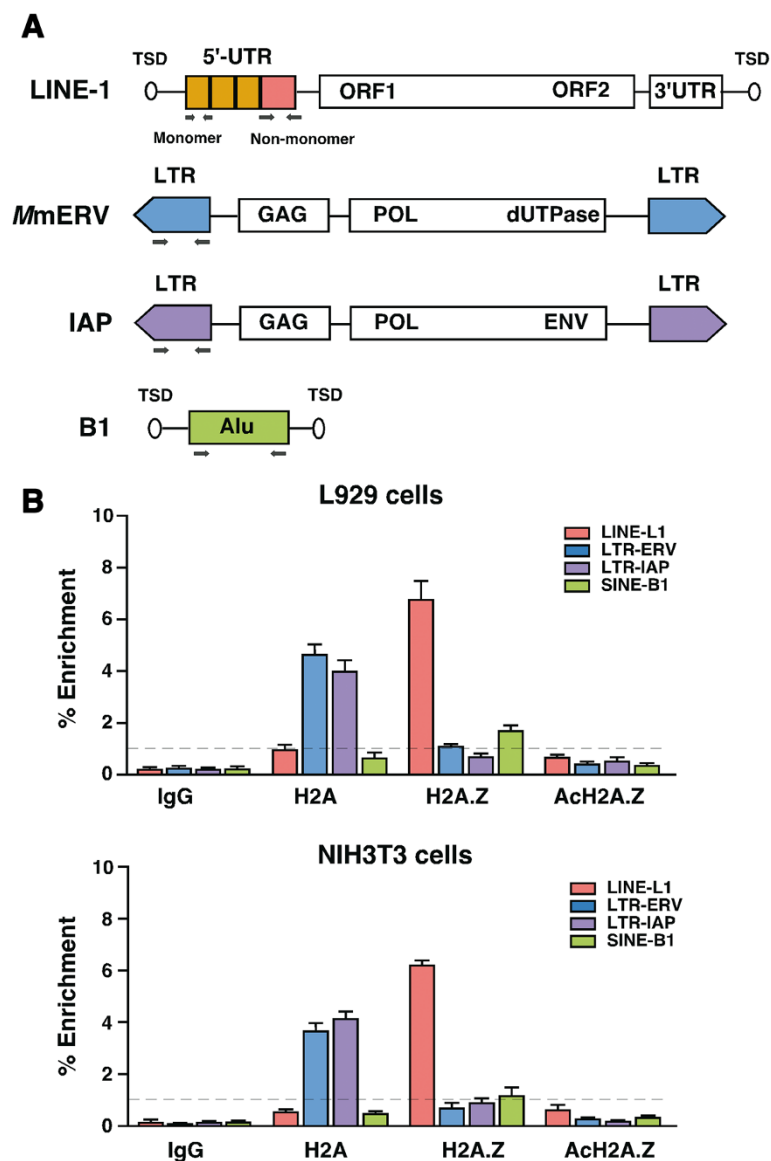 A
5'-UTR
TSD TSD
LINE-1 ORF1 ORF2 3'UTR
Monomer Non-monomer
LTR LTR
MmERV GAG POL dUTPase
LTR LTR
IAP GAG POL ENV
TSD TSD
B1 Alu
B
L929 cells
% Enrichment
10
8
6
4
2
0
LINE-L1
LTR-ERV
LTR-IAP
SINE-B1
IgG H2A H2A.Z AcH2A.Z
NIH3T3 cells
% Enrichment
10
8
6
4
2
0
LINE-L1
LTR-ERV
LTR-IAP
SINE-B1
IgG H2A H2A.Z AcH2A.Z